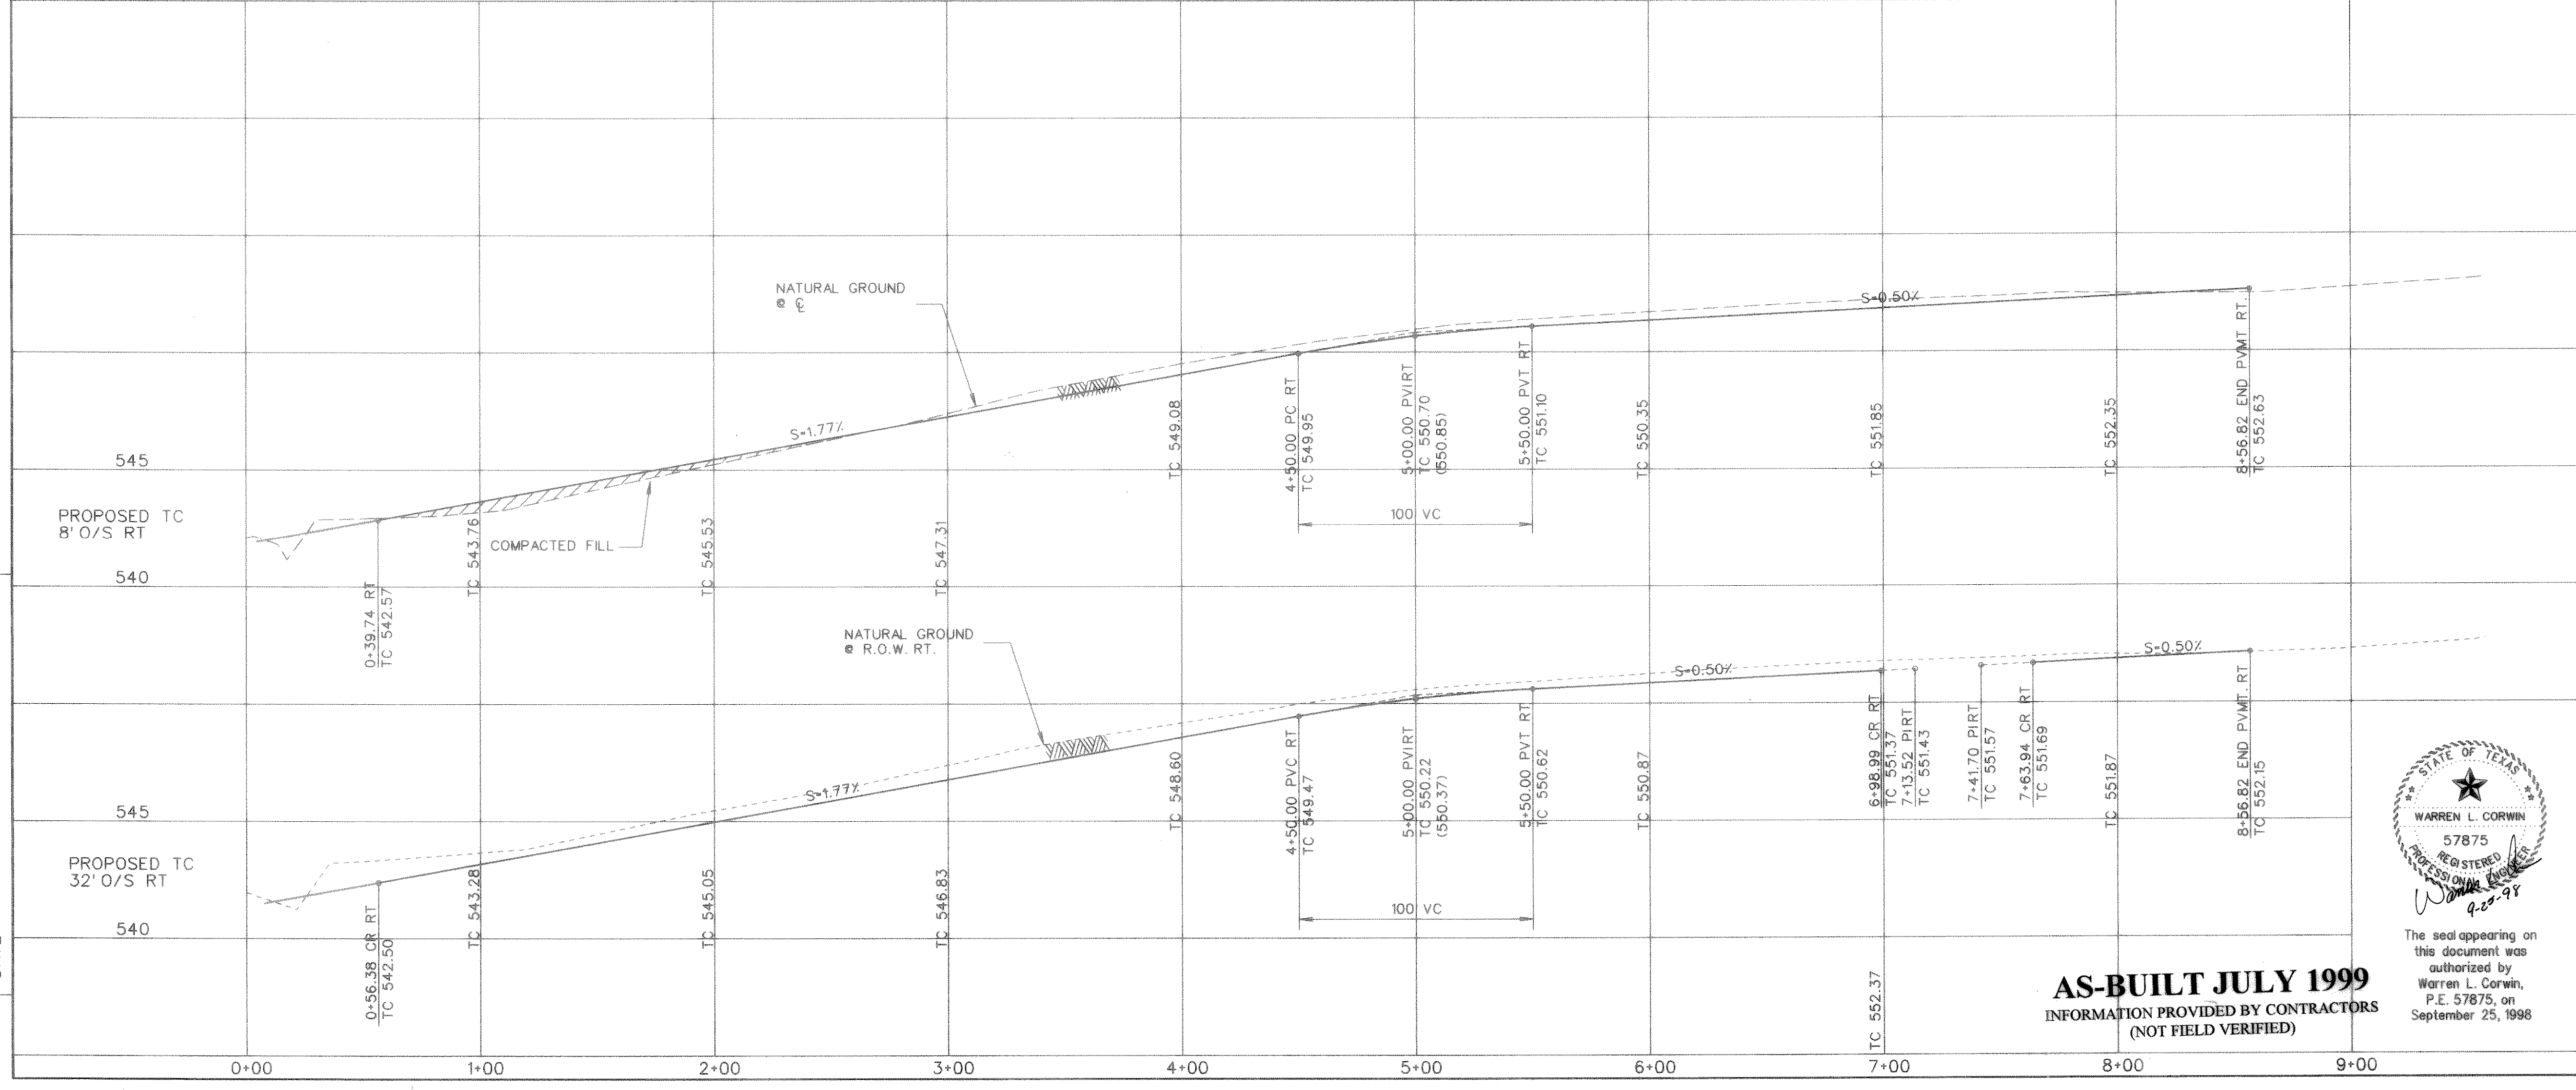 NATURAL GROUND
@ ℄
S=0.50%
S=1.77%
545
PROPOSED TC
8' O/S RT
540
COMPACTED FILL
0+39.74 RT
TC 542.57
TC 543.76
TC 545.53
TC 547.31
TC 549.08
4+50.00 PC RT
TC 549.95
5+00.00 PVIRT
TC 550.70
(550.85)
5+50.00 PVT RT
TC 551.10
100' VC
TC 550.35
TC 551.85
TC 552.35
8+56.82 END PVMT RT.
TC 552.63
NATURAL GROUND
@ R.O.W. RT.
S=1.77%
S=0.50%
S=0.50%
545
PROPOSED TC
32' O/S RT
540
0+56.38 CR RT
TC 542.50
TC 543.28
TC 545.05
TC 546.83
TC 548.60
4+50.00 PVC RT
TC 549.47
5+00.00 PVIRT
TC 550.22
(550.37)
5+50.00 PVT RT
TC 550.62
100' VC
TC 550.87
6+98.99 CR RT
TC 551.37
7+13.52 PIRT
TC 551.43
7+41.70 PIRT
TC 551.57
7+63.94 CR RT
TC 551.69
TC 551.87
8+56.82 END PVMT. RT
TC 552.15
TC 552.37
STATE OF TEXAS
WARREN L. CORWIN
57875
REGISTERED
PROFESSIONAL ENGINEER
9-25-98
The seal appearing on
this document was
authorized by
Warren L. Corwin,
P.E. 57875, on
September 25, 1998
AS-BUILT JULY 1999
INFORMATION PROVIDED BY CONTRACTORS
(NOT FIELD VERIFIED)
0+00 1+00 2+00 3+00 4+00 5+00 6+00 7+00 8+00 9+00